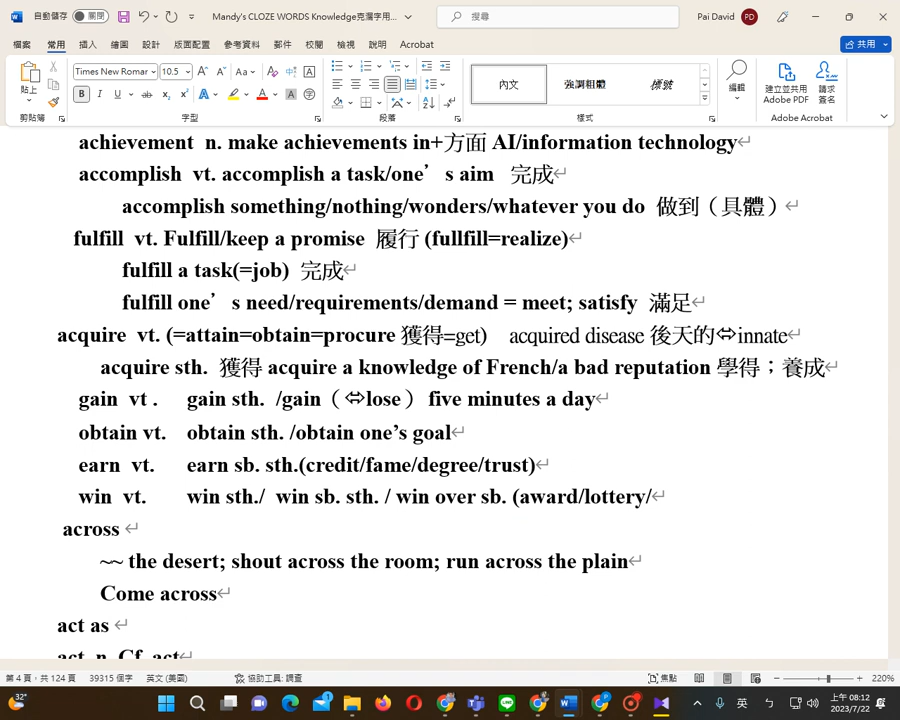 自動儲存 關閉 Mandy's CLOZE WORDS Knowledge克漏字用... 搜尋 Pai David PD
檔案 常用 插入 繪圖 設計 版面配置 參考資料 郵件 校閱 檢視 說明 Acrobat 共用
貼上 Times New Roman 10.5 A A Aa A
B I U ab x₂ x² A A A 內文 強調粗體 標號 編輯 建立並共用 Adobe PDF 請求簽名
剪貼簿 字型 段落 樣式 Adobe Acrobat
achievement n. make achievements in+方面 AI/information technology
accomplish vt. accomplish a task/one’s aim 完成
accomplish something/nothing/wonders/whatever you do 做到（具體）
fulfill vt. Fulfill/keep a promise 履行 (fullfill=realize)
fulfill a task(=job) 完成
fulfill one’s need/requirements/demand = meet; satisfy 滿足
acquire vt. (=attain=obtain=procure 獲得=get) acquired disease 後天的⇔innate
acquire sth. 獲得 acquire a knowledge of French/a bad reputation 學得；養成
gain vt . gain sth. /gain（⇔lose）five minutes a day
obtain vt. obtain sth. /obtain one’s goal
earn vt. earn sb. sth.(credit/fame/degree/trust)
win vt. win sth./ win sb. sth. / win over sb. (award/lottery/
across
~~ the desert; shout across the room; run across the plain
Come across
act as
act n. Cf. act
第 4 頁，共 124 頁 39315 個字 英文 (美國) 協助工具: 調查 焦點 220%
32° 英 上午 08:12
2023/7/22